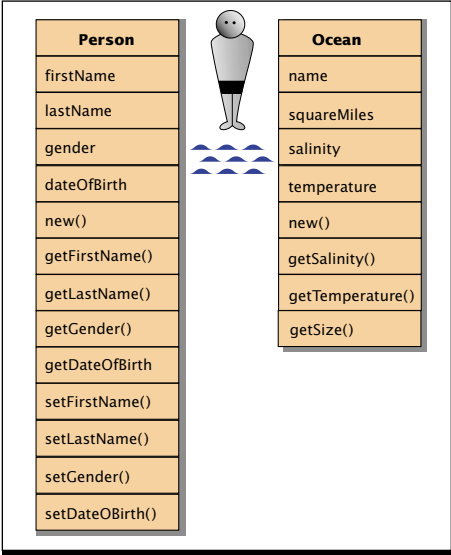 Person
firstName
lastName
gender
dateOfBirth
new()
getFirstName()
getLastName()
getGender()
getDateOfBirth
setFirstName()
setLastName()
setGender()
setDateOBirth()
Ocean
name
squareMiles
salinity
temperature
new()
getSalinity()
getTemperature()
getSize()